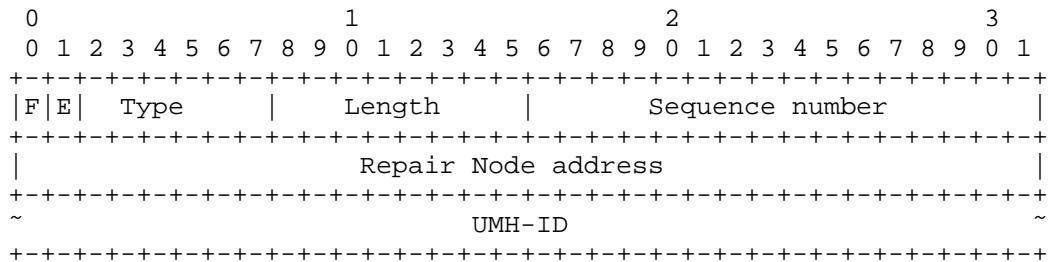 0                   1                   2                   3
 0 1 2 3 4 5 6 7 8 9 0 1 2 3 4 5 6 7 8 9 0 1 2 3 4 5 6 7 8 9 0 1
+-+-+-+-+-+-+-+-+-+-+-+-+-+-+-+-+-+-+-+-+-+-+-+-+-+-+-+-+-+-+-+-+
|F|E|  Type     |    Length     |       Sequence number         |
+-+-+-+-+-+-+-+-+-+-+-+-+-+-+-+-+-+-+-+-+-+-+-+-+-+-+-+-+-+-+-+-+
|                     Repair Node address                       |
+-+-+-+-+-+-+-+-+-+-+-+-+-+-+-+-+-+-+-+-+-+-+-+-+-+-+-+-+-+-+-+-+
~                            UMH-ID                             ~
+-+-+-+-+-+-+-+-+-+-+-+-+-+-+-+-+-+-+-+-+-+-+-+-+-+-+-+-+-+-+-+-+